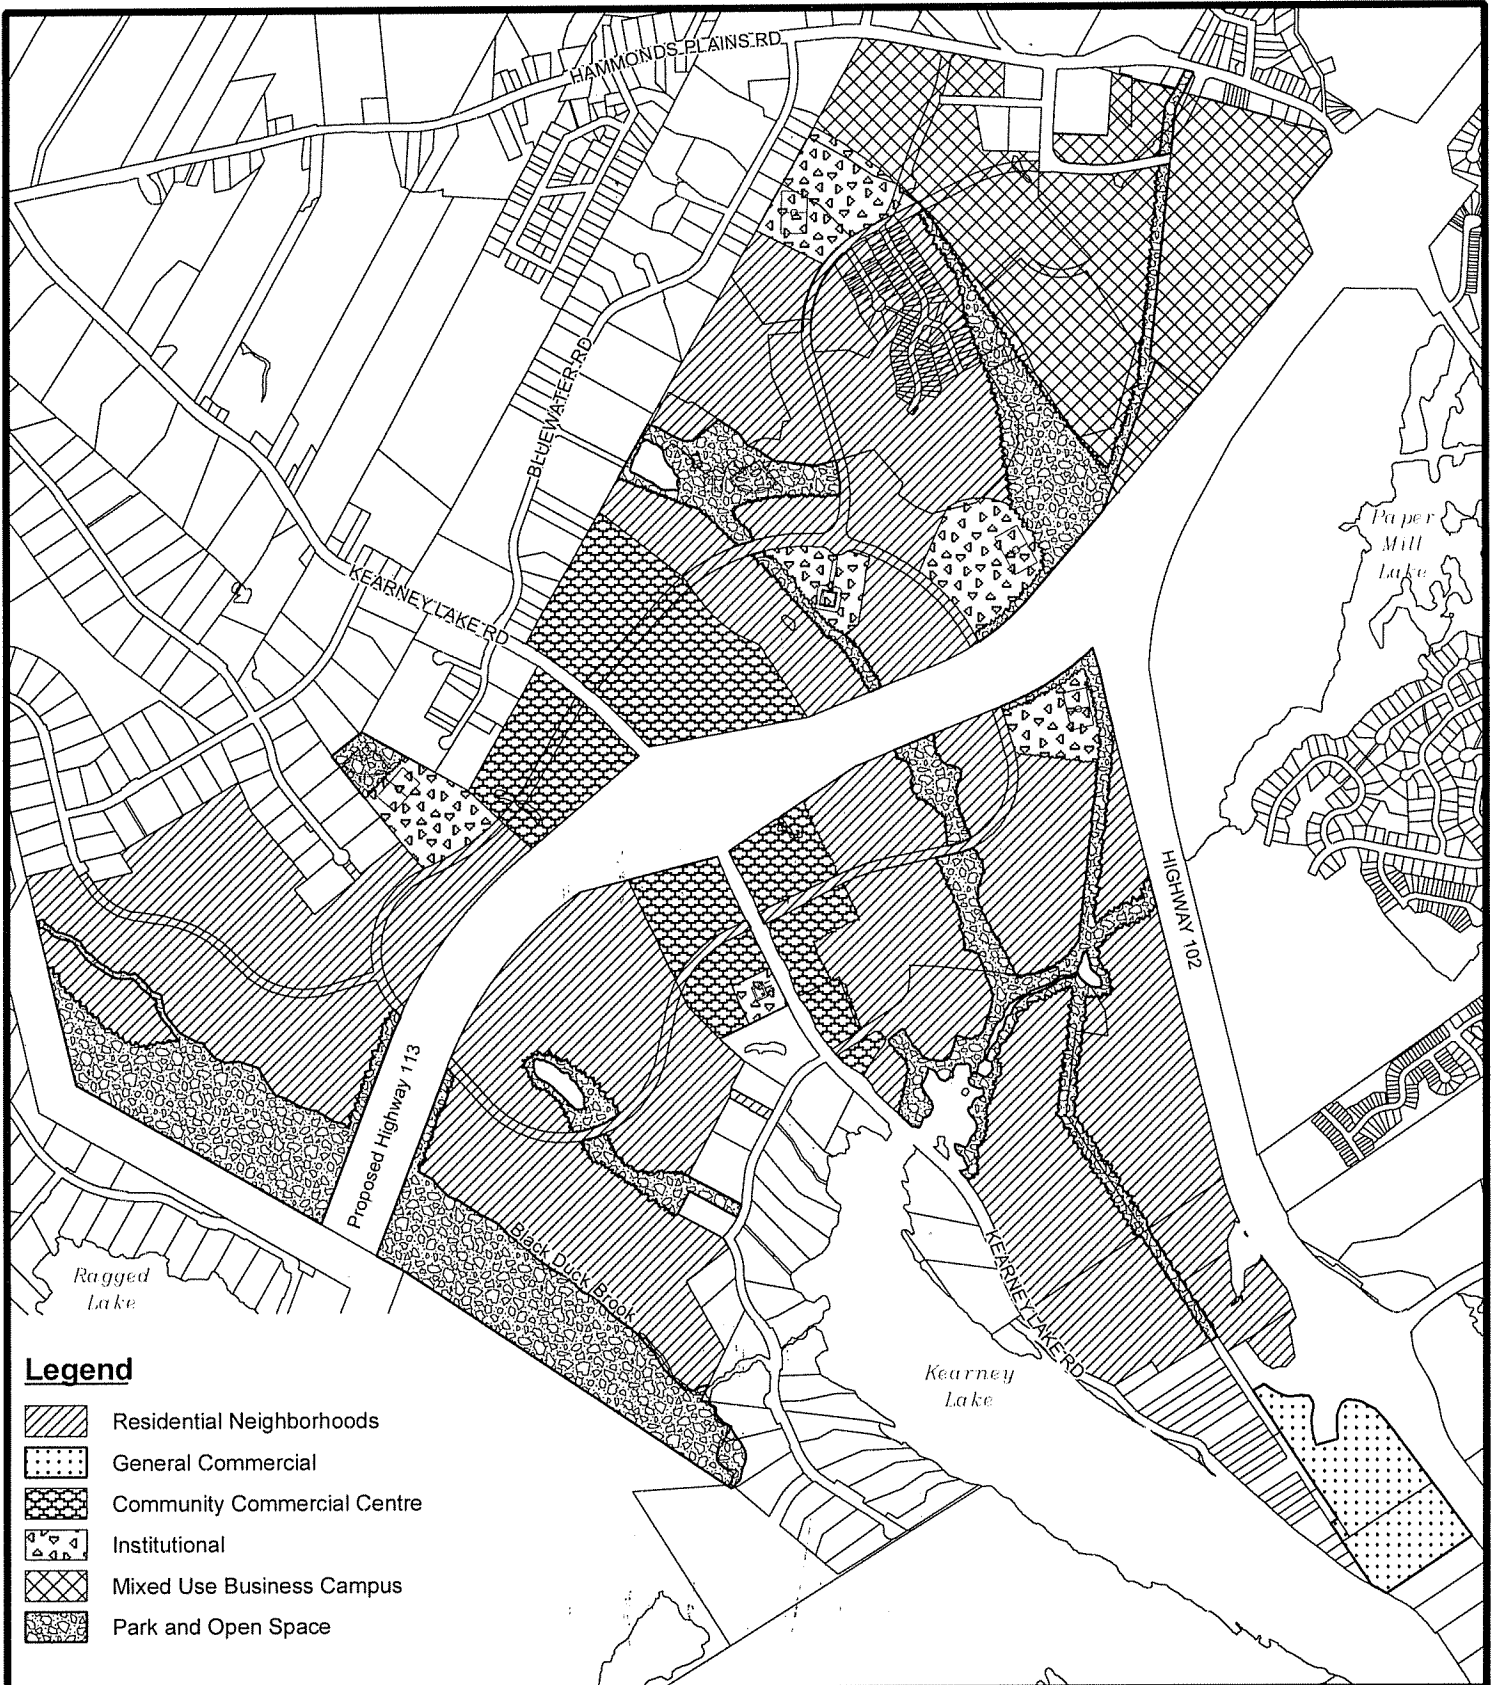 HAMMONDS PLAINS RD
BLUEWATER RD
Paper
Mill
Lake
KEARNEY LAKE RD
HIGHWAY 102
Proposed Highway 113
Black Duck Brook
Ragged
Lake
KEARNEY LAKE RD
Kearney
Lake
Legend
Residential Neighborhoods
General Commercial
Community Commercial Centre
Institutional
Mixed Use Business Campus
Park and Open Space